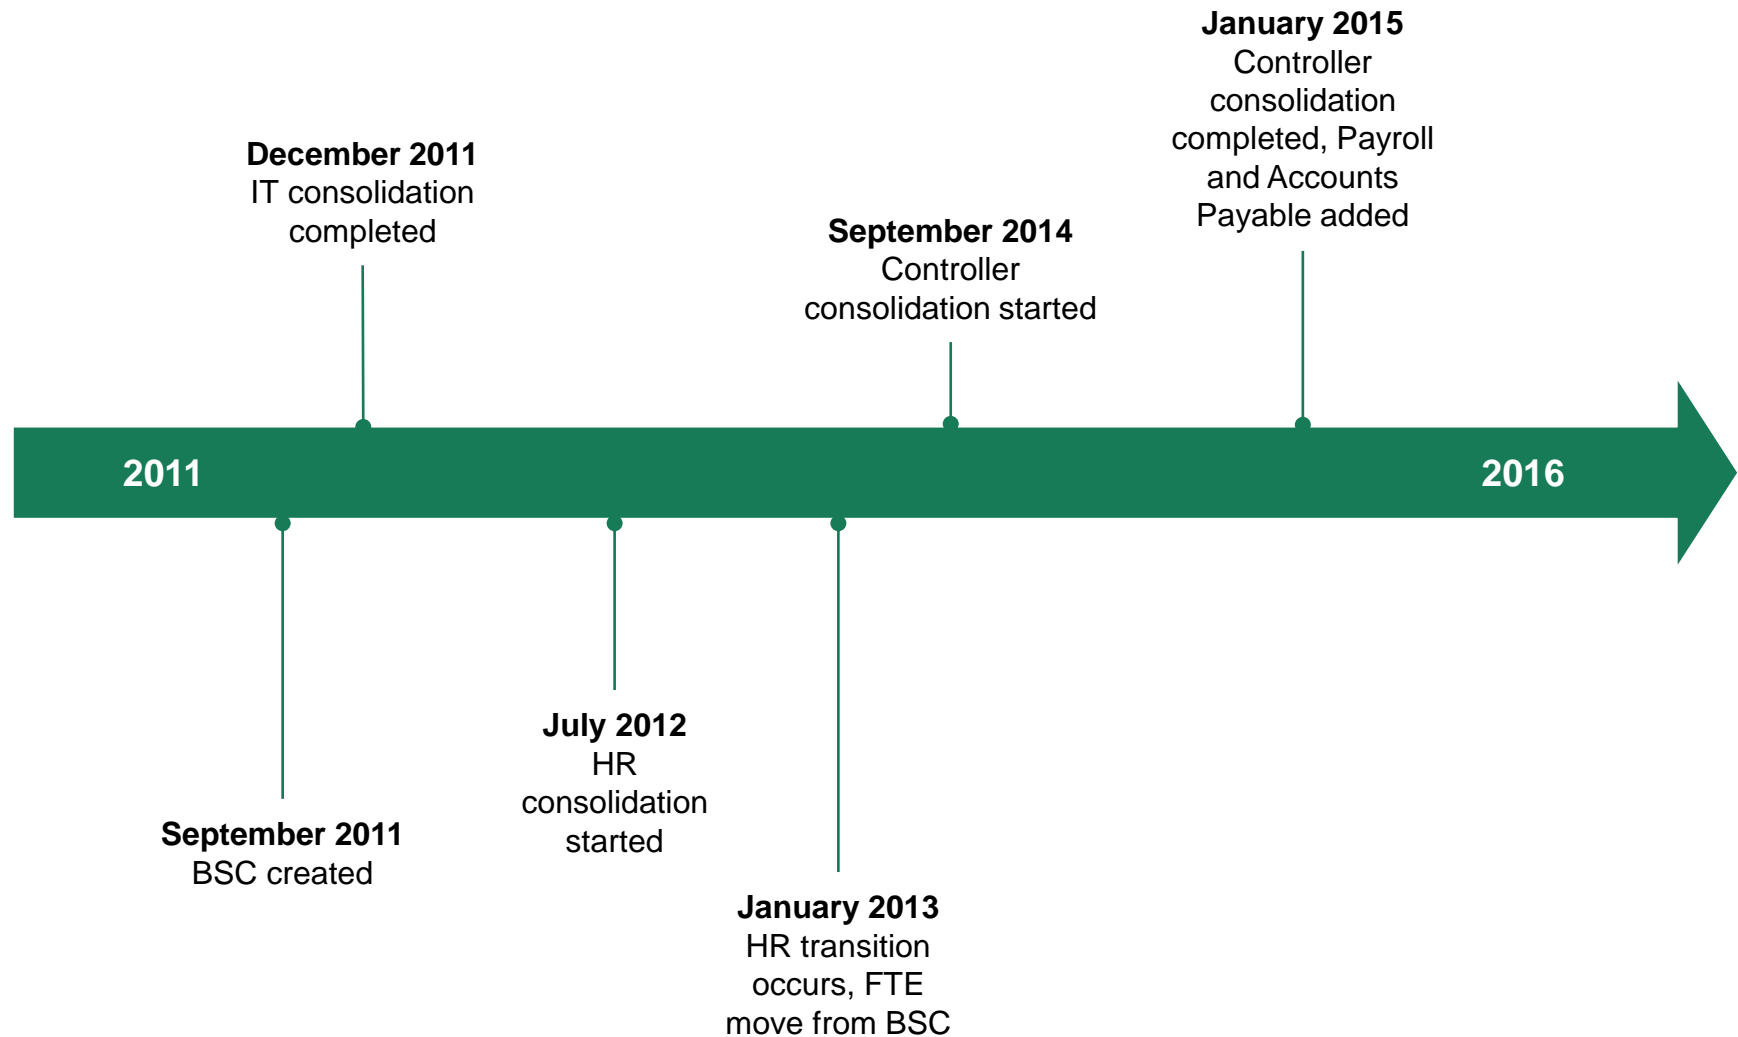 January 2015
Controller
consolidation
completed, Payroll
and Accounts
Payable added
December 2011
IT consolidation
completed
September 2014
Controller
consolidation started
2011
2016
July 2012
HR
consolidation
started
September 2011
BSC created
January 2013
HR transition
occurs, FTE
move from BSC